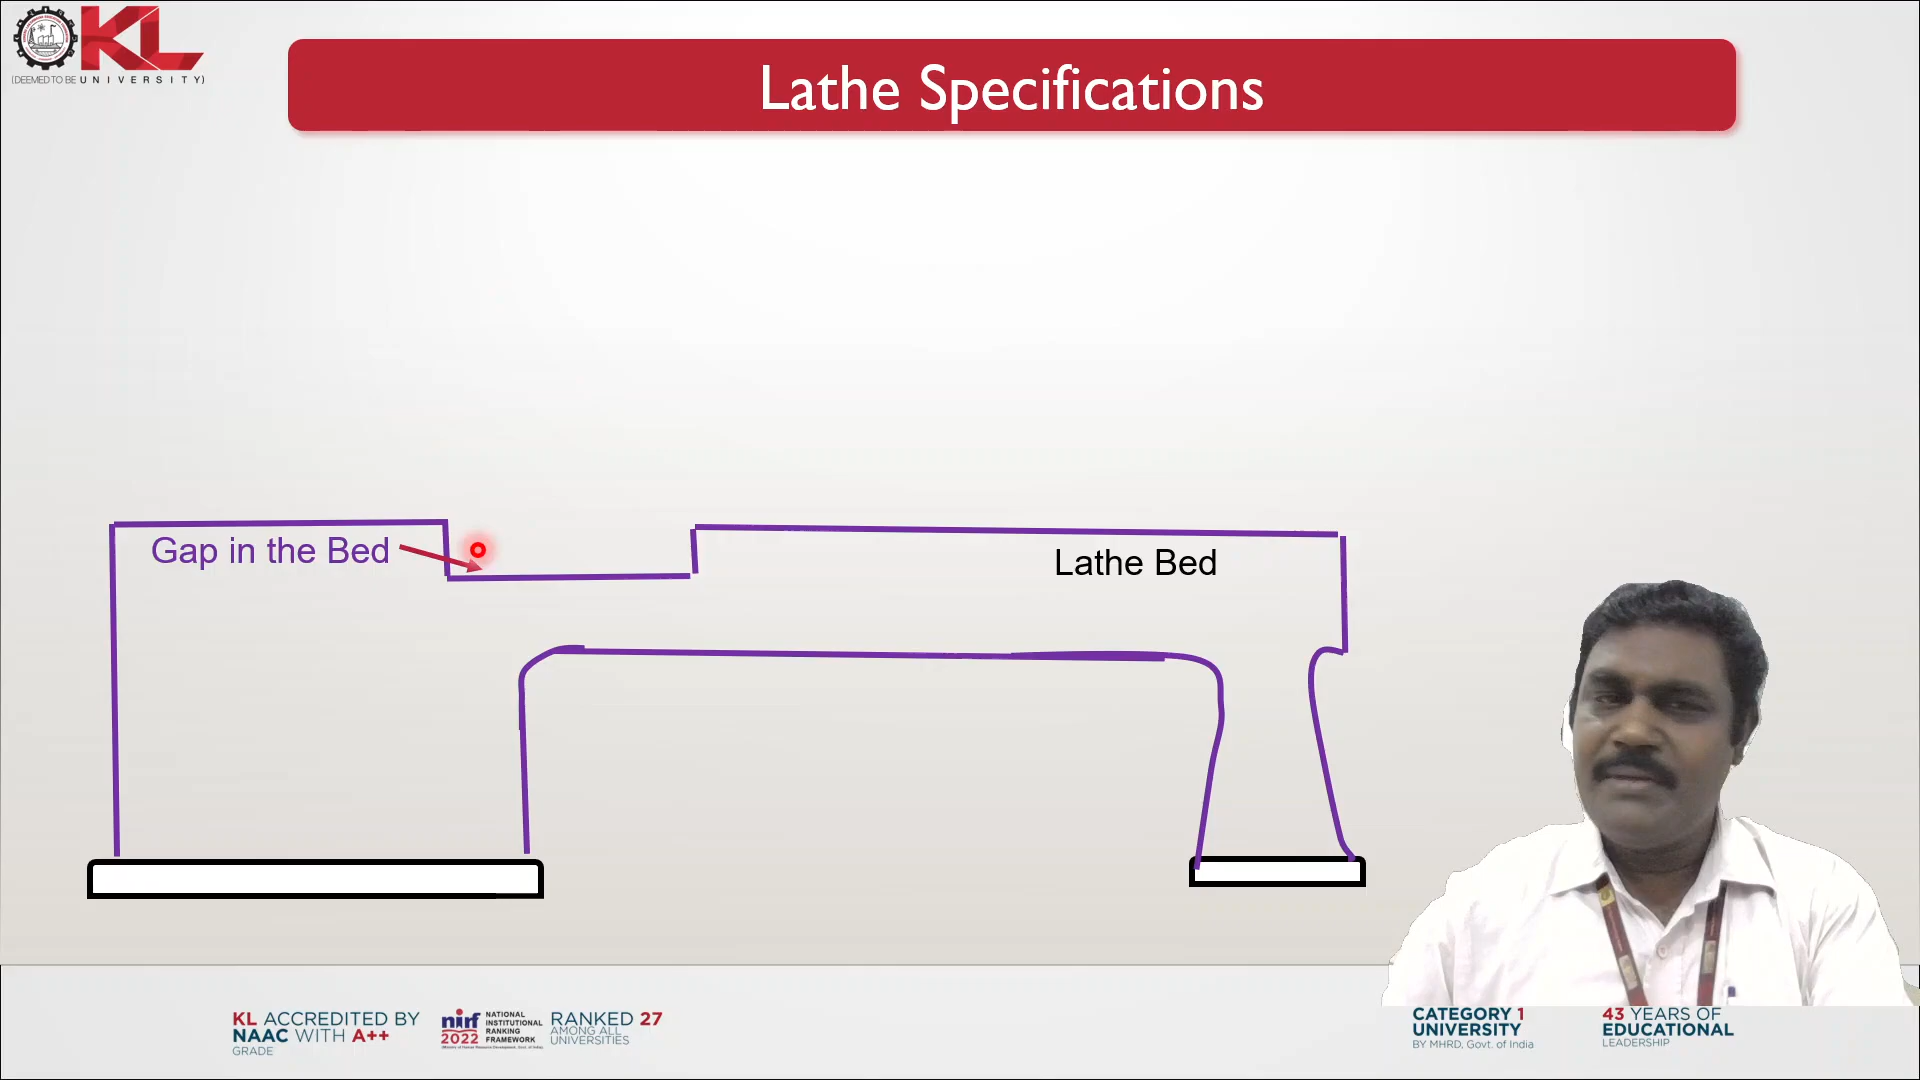 KL
(DEEMED TO BE UNIVERSITY)
Lathe Specifications
Gap in the Bed
Lathe Bed
KL ACCREDITED BY
NAAC WITH A++
GRADE
nirf
2022
NATIONAL
INSTITUTIONAL
RANKING
FRAMEWORK
RANKED 27
AMONG ALL
UNIVERSITIES
CATEGORY 1
UNIVERSITY
BY MHRD, Govt. of India
43 YEARS OF
EDUCATIONAL
LEADERSHIP